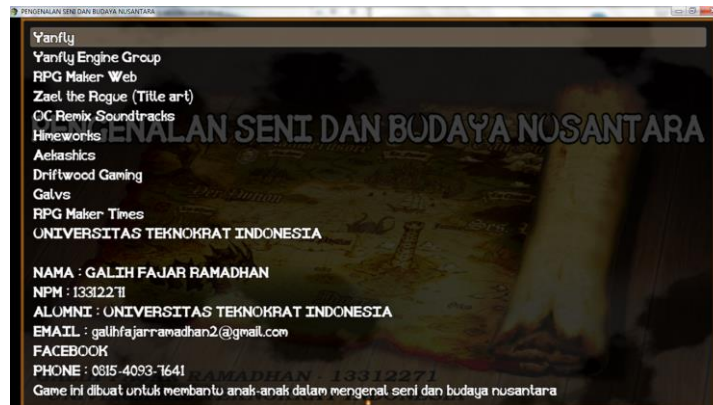 PENGENALAN SENI DAN BUDAYA NUSANTARA
Yanfly
Yanfly Engine Group
RPG Maker Web
Zael the Rogue (Title art)
OC Remix Soundtracks
PENGENALAN SENI DAN BUDAYA NUSANTARA
Himeworks
Aekashics
Driftwood Gaming
Galvs
RPG Maker Times
UNIVERSITAS TEKNOKRAT INDONESIA
NAMA : GALIH FAJAR RAMADHAN
NPM : 13312271
ALUMNI : UNIVERSITAS TEKNOKRAT INDONESIA
EMAIL : galihfajarramadhan2@gmail.com
FACEBOOK
PHONE : 0815-4093-7641
RAMADHAN - 13312271
Game ini dibuat untuk membantu anak-anak dalam mengenal seni dan budaya nusantara